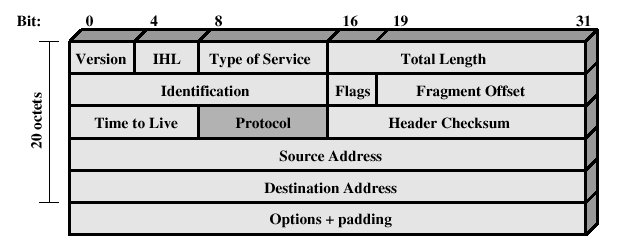 Bit: 0 4 8 16 19 31
Version IHL Type of Service Total Length
Identification Flags Fragment Offset
Time to Live Protocol Header Checksum
Source Address
Destination Address
Options + padding
20 octets